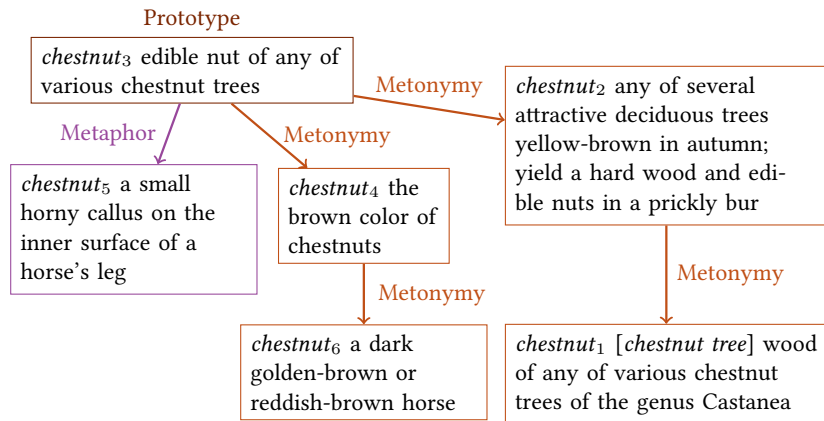 Prototype
chestnut₃ edible nut of any of
various chestnut trees
Metonymy
chestnut₂ any of several
attractive deciduous trees
yellow-brown in autumn;
yield a hard wood and edi-
ble nuts in a prickly bur
Metaphor
Metonymy
chestnut₅ a small
horny callus on the
inner surface of a
horse's leg
chestnut₄ the
brown color of
chestnuts
Metonymy
Metonymy
chestnut₆ a dark
golden-brown or
reddish-brown horse
chestnut₁ [chestnut tree] wood
of any of various chestnut
trees of the genus Castanea